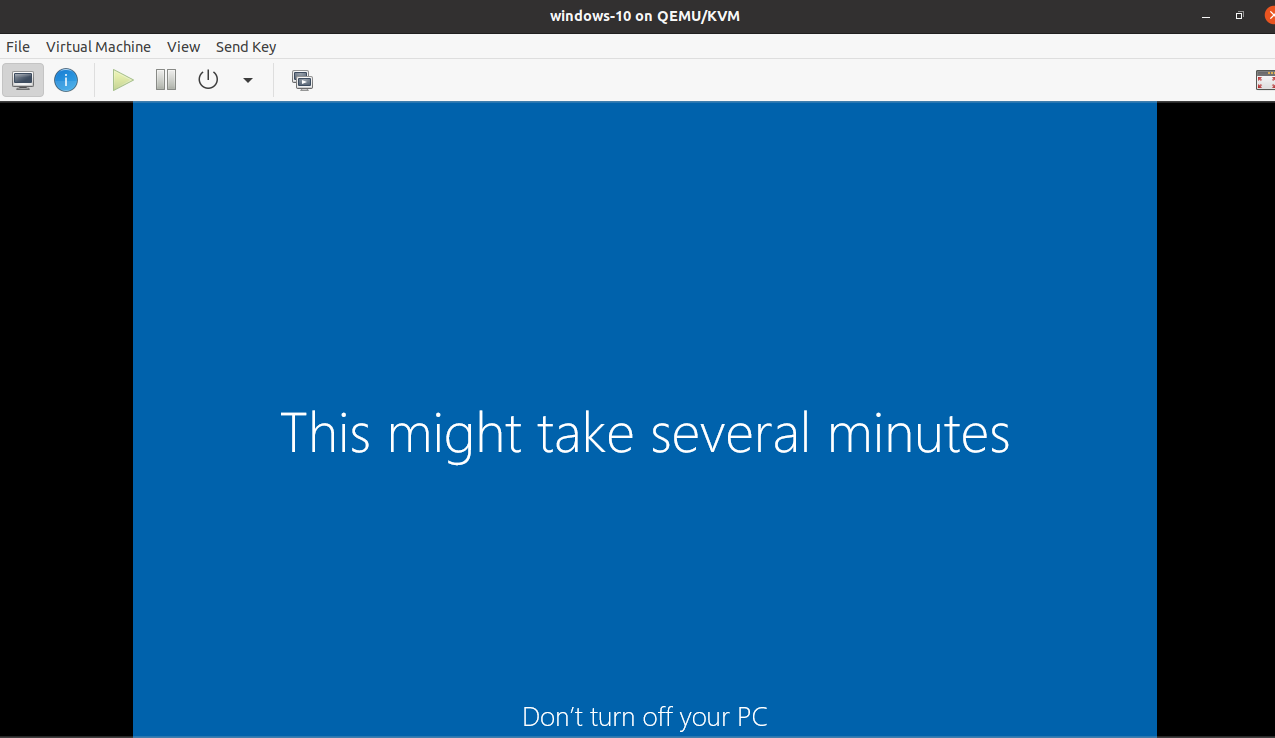 windows-10 on QEMU/KVM
File Virtual Machine View Send Key
This might take several minutes
Don’t turn off your PC